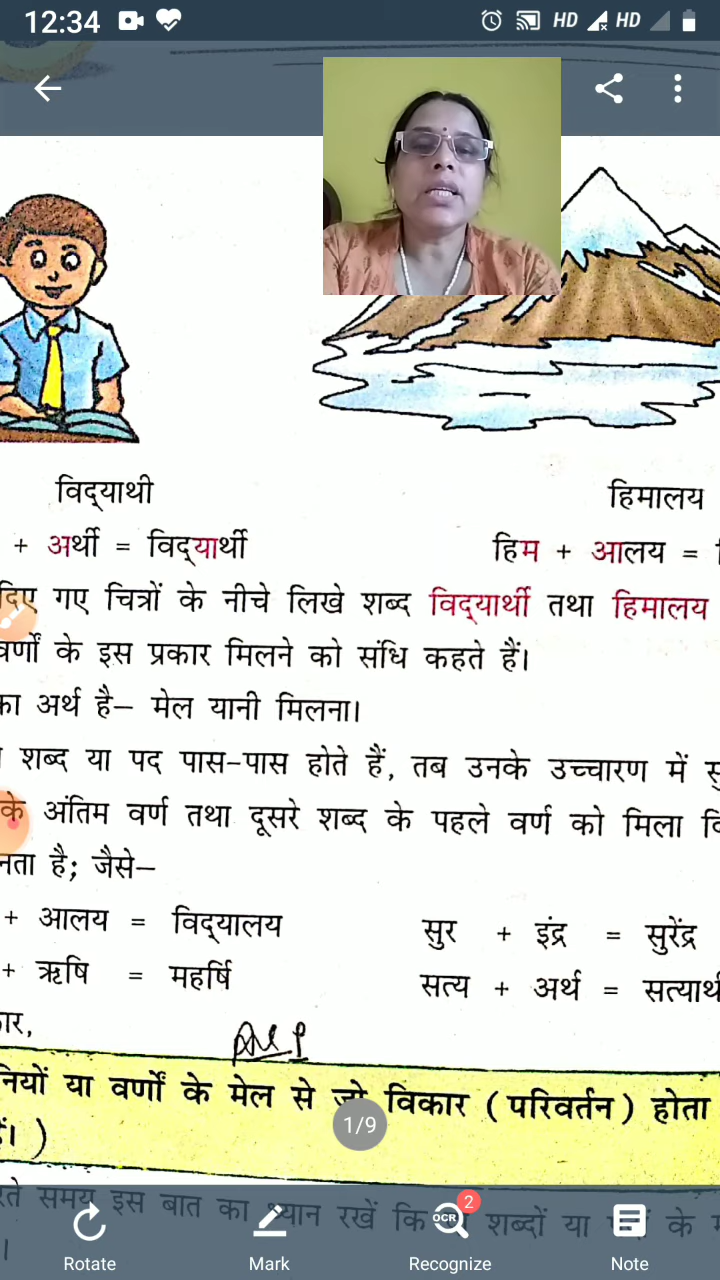 12:34 HD HD
विद्याथी हिमालय
+ अर्थी = विद्यार्थी हिम + आलय =
दिए गए चित्रों के नीचे लिखे शब्द विद्यार्थी तथा हिमालय
वर्णों के इस प्रकार मिलने को संधि कहते हैं।
का अर्थ है– मेल यानी मिलना।
शब्द या पद पास-पास होते हैं, तब उनके उच्चारण में
के अंतिम वर्ण तथा दूसरे शब्द के पहले वर्ण को मिला
है; जैसे–
+ आलय = विद्यालय सुर + इंद्र = सुरेंद्र
+ ऋषि = महर्षि सत्य + अर्थ = सत्यार्थ
या वर्णों के मेल से जो विकार (परिवर्तन) होता
1/9
)
समय इस बात का ध्यान रखें कि शब्दों या के
OCR 2
Rotate Mark Recognize Note